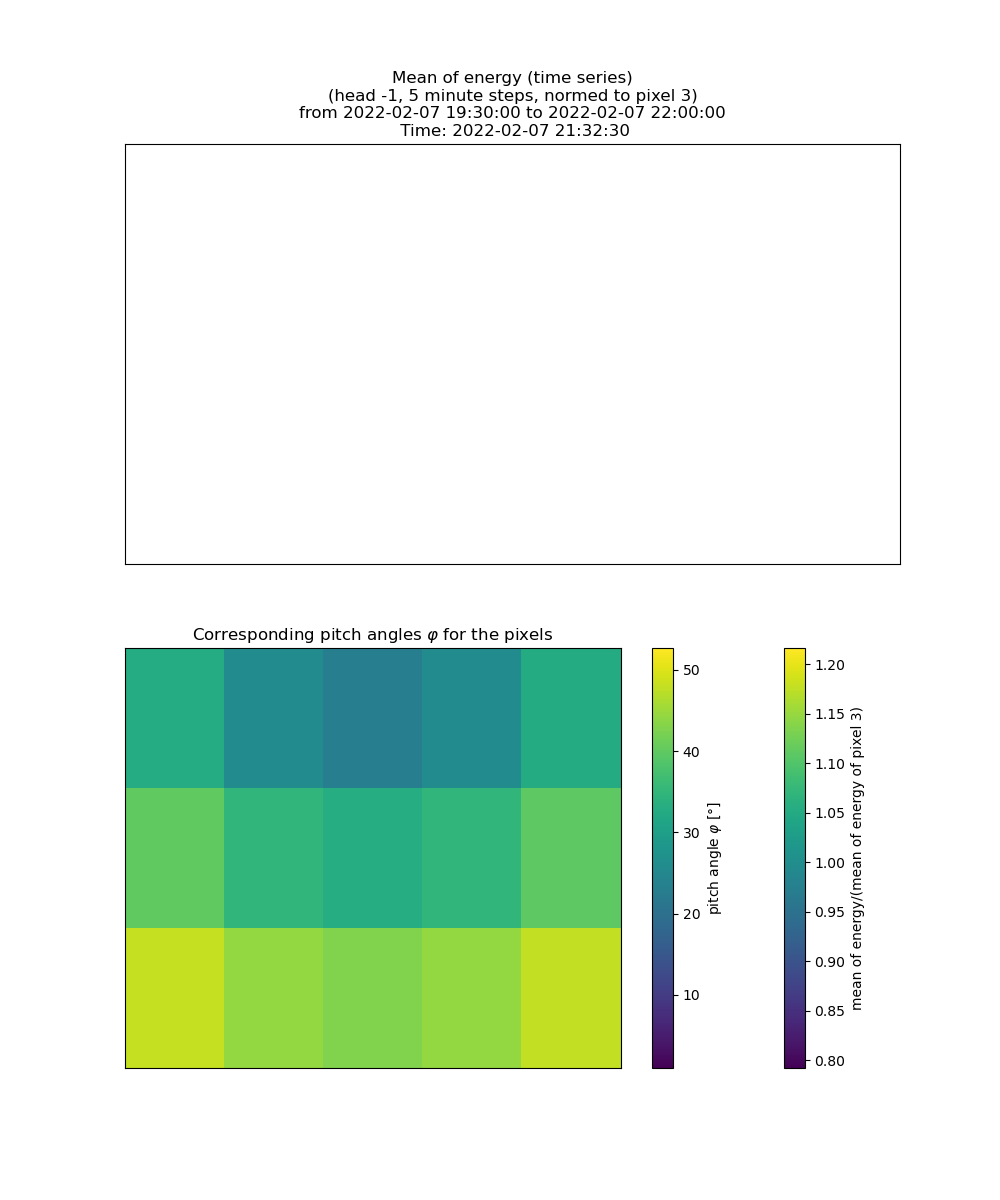 Mean of energy (time series)
(head -1, 5 minute steps, normed to pixel 3)
from 2022-02-07 19:30:00 to 2022-02-07 22:00:00
Time: 2022-02-07 21:32:30
Corresponding pitch angles φ for the pixels
50
40
30
20
10
pitch angle φ [°]
1.20
1.15
1.10
1.05
1.00
0.95
0.90
0.85
0.80
mean of energy/(mean of energy of pixel 3)